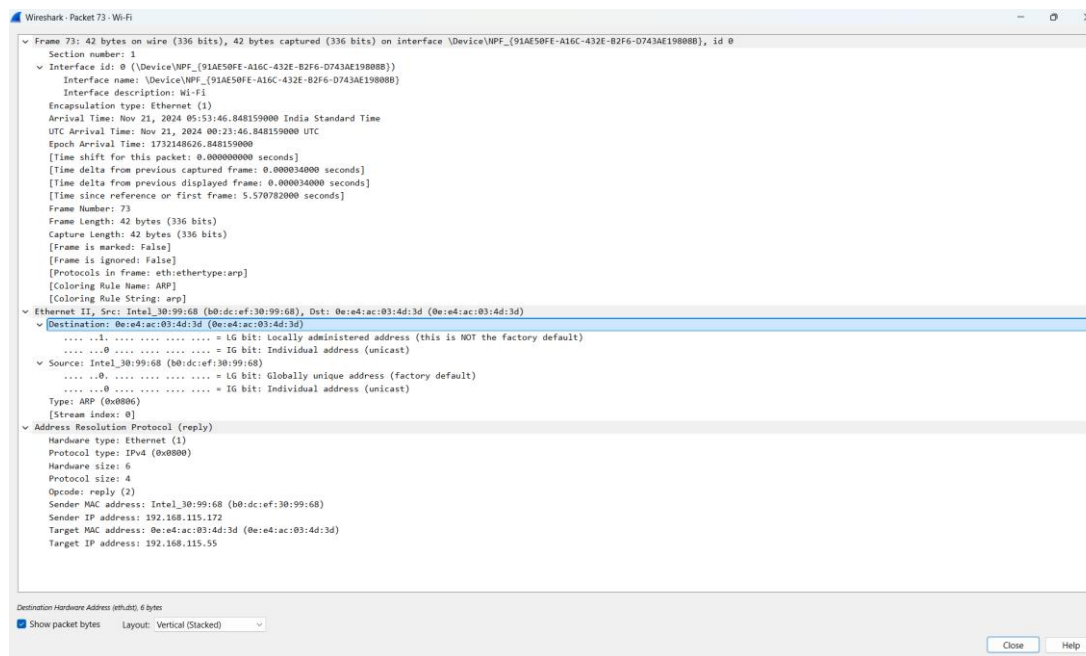 Wireshark · Packet 73 · Wi-Fi
Frame 73: 42 bytes on wire (336 bits), 42 bytes captured (336 bits) on interface \Device\NPF_{91AE50FE-A16C-432E-B2F6-D743AE19808B}, id 0
Section number: 1
Interface id: 0 (\Device\NPF_{91AE50FE-A16C-432E-B2F6-D743AE19808B})
Interface name: \Device\NPF_{91AE50FE-A16C-432E-B2F6-D743AE19808B}
Interface description: Wi-Fi
Encapsulation type: Ethernet (1)
Arrival Time: Nov 21, 2024 05:53:46.848159000 India Standard Time
UTC Arrival Time: Nov 21, 2024 00:23:46.848159000 UTC
Epoch Arrival Time: 1732148626.848159000
[Time shift for this packet: 0.000000000 seconds]
[Time delta from previous captured frame: 0.000034000 seconds]
[Time delta from previous displayed frame: 0.000034000 seconds]
[Time since reference or first frame: 5.570782000 seconds]
Frame Number: 73
Frame Length: 42 bytes (336 bits)
Capture Length: 42 bytes (336 bits)
[Frame is marked: False]
[Frame is ignored: False]
[Protocols in frame: eth:ethertype:arp]
[Coloring Rule Name: ARP]
[Coloring Rule String: arp]
Ethernet II, Src: Intel_30:99:68 (b0:dc:ef:30:99:68), Dst: 0e:e4:ac:03:4d:3d (0e:e4:ac:03:4d:3d)
Destination: 0e:e4:ac:03:4d:3d (0e:e4:ac:03:4d:3d)
.... ..1. .... .... .... .... = LG bit: Locally administered address (this is NOT the factory default)
.... ...0 .... .... .... .... = IG bit: Individual address (unicast)
Source: Intel_30:99:68 (b0:dc:ef:30:99:68)
.... ..0. .... .... .... .... = LG bit: Globally unique address (factory default)
.... ...0 .... .... .... .... = IG bit: Individual address (unicast)
Type: ARP (0x0806)
[Stream index: 0]
Address Resolution Protocol (reply)
Hardware type: Ethernet (1)
Protocol type: IPv4 (0x0800)
Hardware size: 6
Protocol size: 4
Opcode: reply (2)
Sender MAC address: Intel_30:99:68 (b0:dc:ef:30:99:68)
Sender IP address: 192.168.115.172
Target MAC address: 0e:e4:ac:03:4d:3d (0e:e4:ac:03:4d:3d)
Target IP address: 192.168.115.55
Destination Hardware Address (eth.dst), 6 bytes
Show packet bytes Layout: Vertical (Stacked)
Close Help